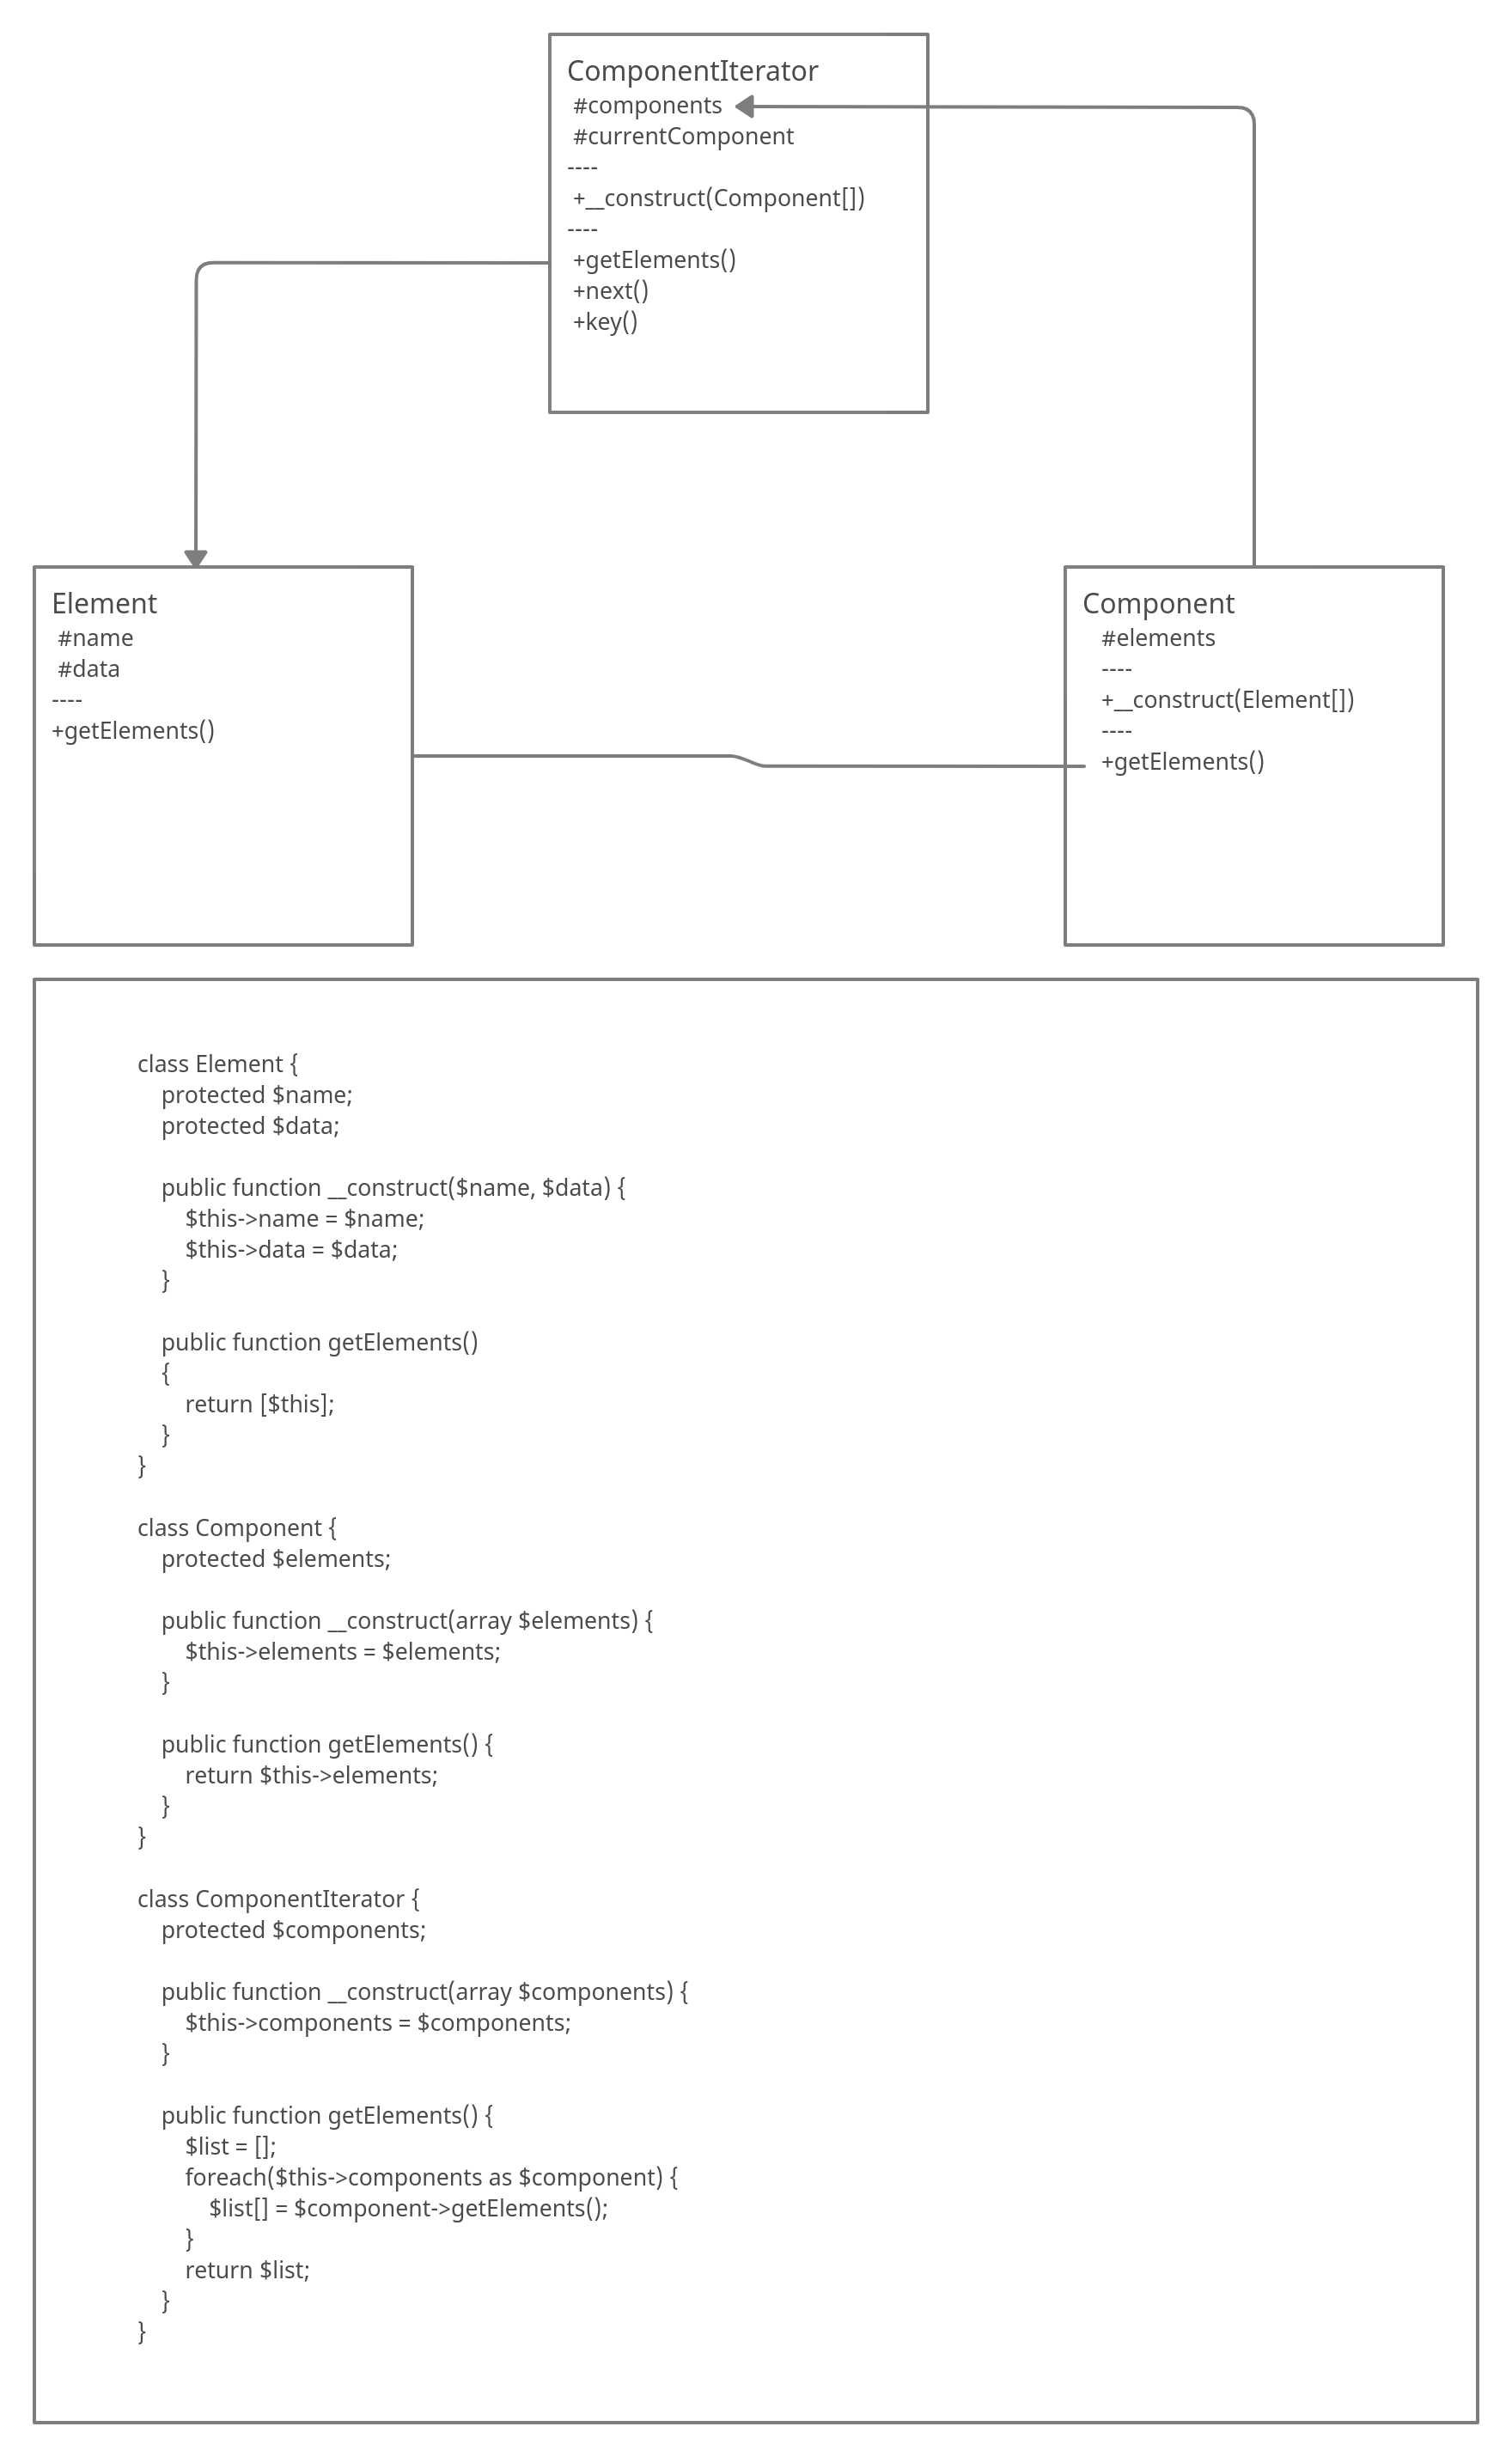 ComponentIterator
#components
#currentComponent
----
+__construct(Component[])
----
+getElements()
+next()
+key()
Element
#name
#data
----
+getElements()
Component
#elements
----
+__construct(Element[])
----
+getElements()
class Element {
protected $name;
protected $data;
public function __construct($name, $data) {
$this->name = $name;
$this->data = $data;
}
public function getElements()
{
return [$this];
}
}
class Component {
protected $elements;
public function __construct(array $elements) {
$this->elements = $elements;
}
public function getElements() {
return $this->elements;
}
}
class ComponentIterator {
protected $components;
public function __construct(array $components) {
$this->components = $components;
}
public function getElements() {
$list = [];
foreach($this->components as $component) {
$list[] = $component->getElements();
}
return $list;
}
}